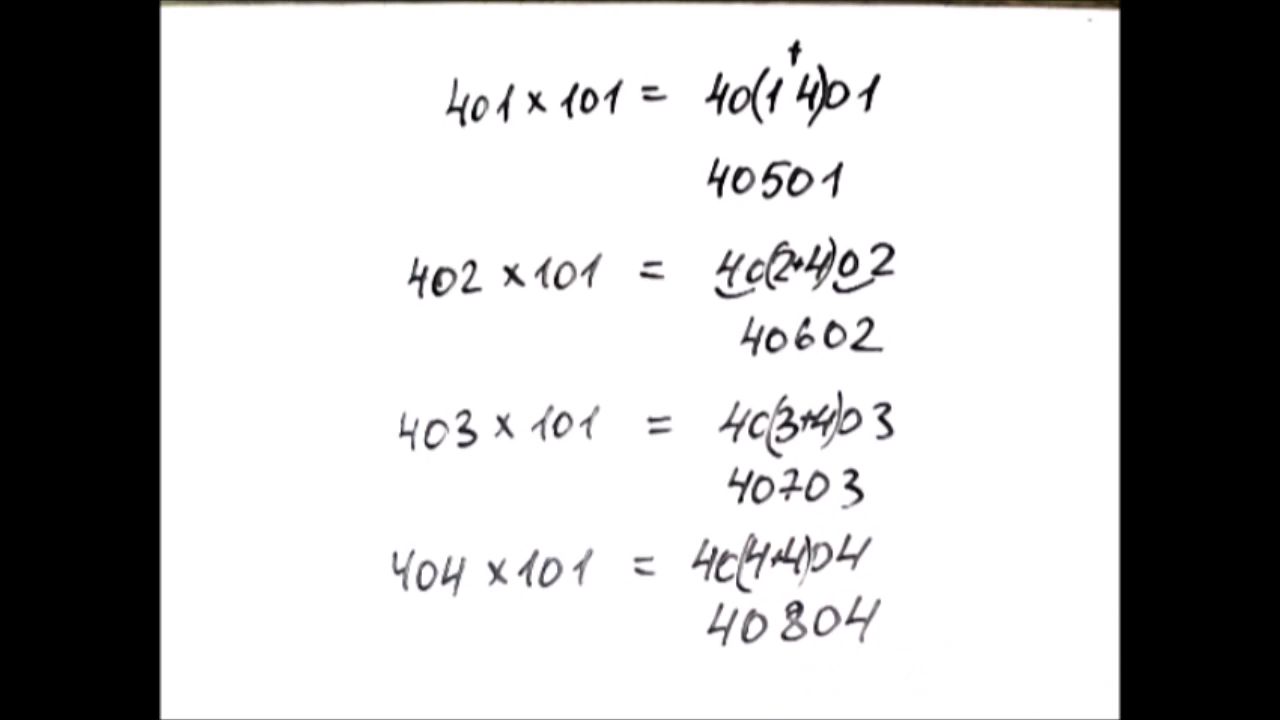 401 × 101 = 40(1+4)01
40501
402 × 101 = 40(2+4)02
40602
403 × 101 = 40(3+4)03
40703
404 × 101 = 40(4+4)04
40804